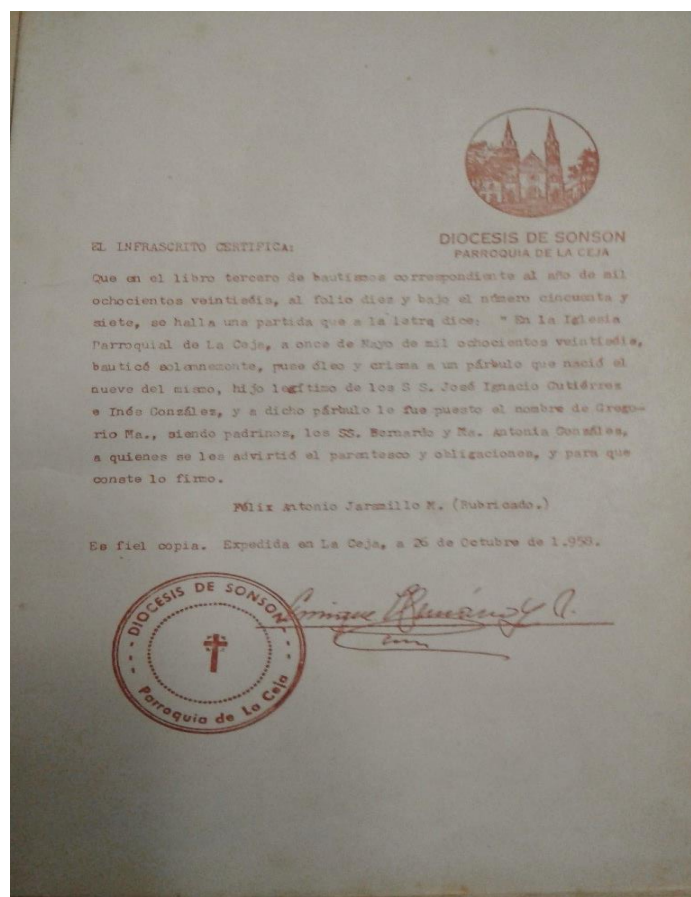 DIOCESIS DE SONSON
PARROQUIA DE LA CEJA
EL INFRASCRITO CERTIFICA:
Que en el libro tercero de bautismos correspondiente al año de mil
ochocientos veintiséis, al folio diez y bajo el número cincuenta y
siete, se halla una partida que a la letra dice: " En la Iglesia
Parroquial de La Ceja, a once de Mayo de mil ochocientos veintiséis,
bauticé solemnemente, puse óleo y crisma a un párbulo que nació el
nueve del mismo, hijo legítimo de los S S. José Ignacio Gutiérrez
e Inés González, y a dicho párbulo le fue puesto el nombre de Grego-
rio Ma., siendo padrinos, los SS. Bernardo y Ma. Antonia González,
a quienes se les advirtió el parentesco y obligaciones, y para que
conste lo firmo.
Félix Antonio Jaramillo M. (Rubricado.)
Es fiel copia. Expedida en La Ceja, a 26 de Octubre de 1.958.
Enrique
DIOCESIS DE SONSON
Parroquia de La Ceja